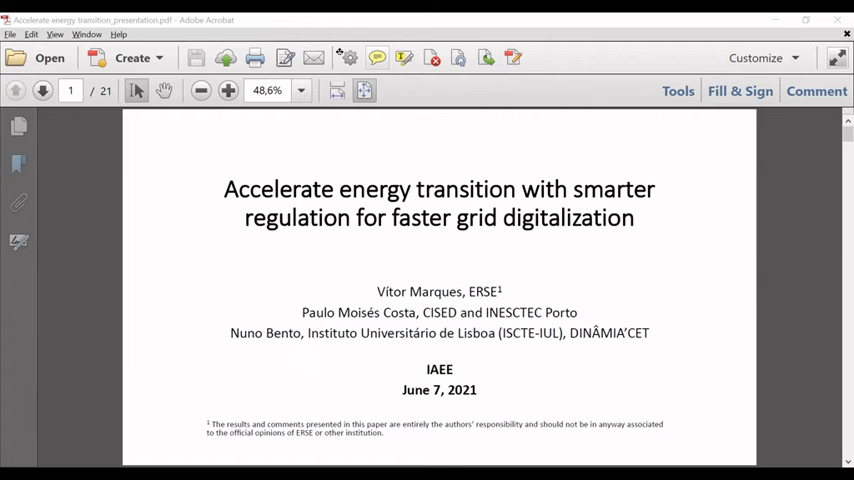 Accelerate energy transition_presentation.pdf - Adobe Acrobat
File Edit View Window Help
Open Create Customize
1 / 21 48,6% Tools Fill & Sign Comment
Accelerate energy transition with smarter
regulation for faster grid digitalization
Vítor Marques, ERSE¹
Paulo Moisés Costa, CISED and INESCTEC Porto
Nuno Bento, Instituto Universitário de Lisboa (ISCTE-IUL), DINÂMIA'CET
IAEE
June 7, 2021
¹ The results and comments presented in this paper are entirely the authors' responsibility and should not be in anyway associated
to the official opinions of ERSE or other institution.